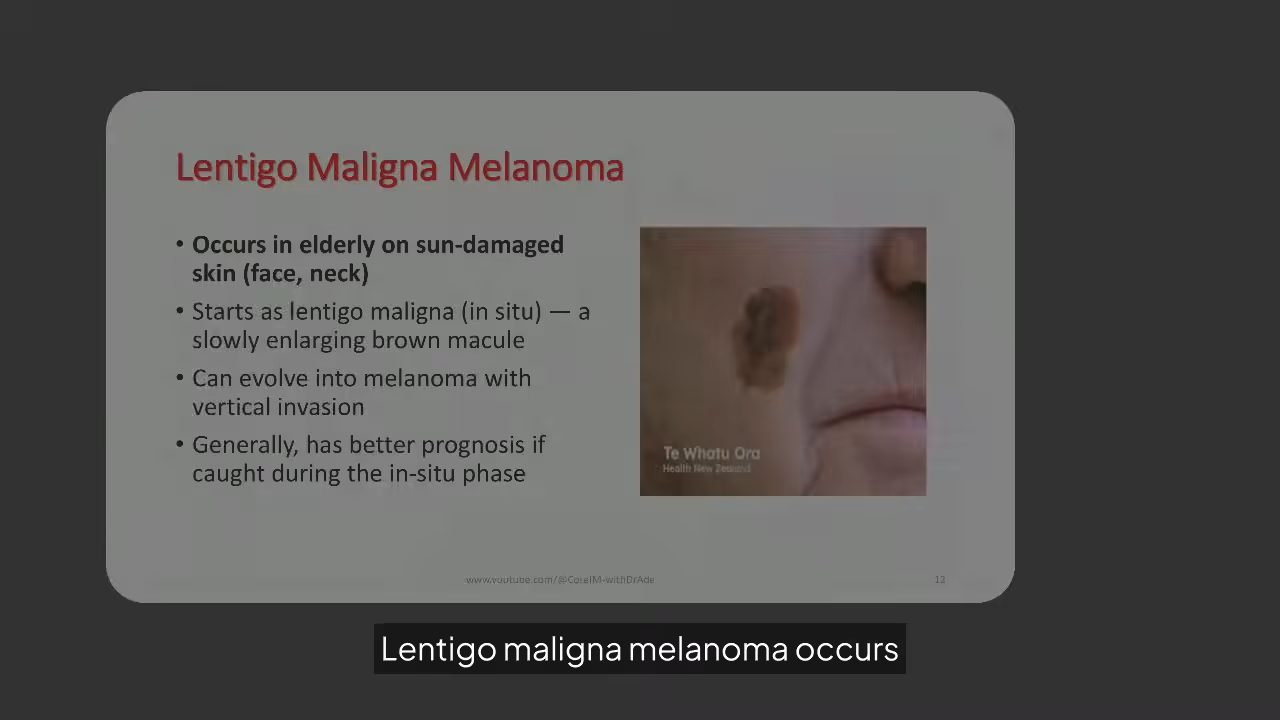 Lentigo Maligna Melanoma
• Occurs in elderly on sun-damaged
skin (face, neck)
• Starts as lentigo maligna (in situ) — a
slowly enlarging brown macule
• Can evolve into melanoma with
vertical invasion
• Generally, has better prognosis if
caught during the in-situ phase
Te Whatu Ora
Health New Zealand
www.youtube.com/@CoreIM-withDrAde
12
Lentigo maligna melanoma occurs